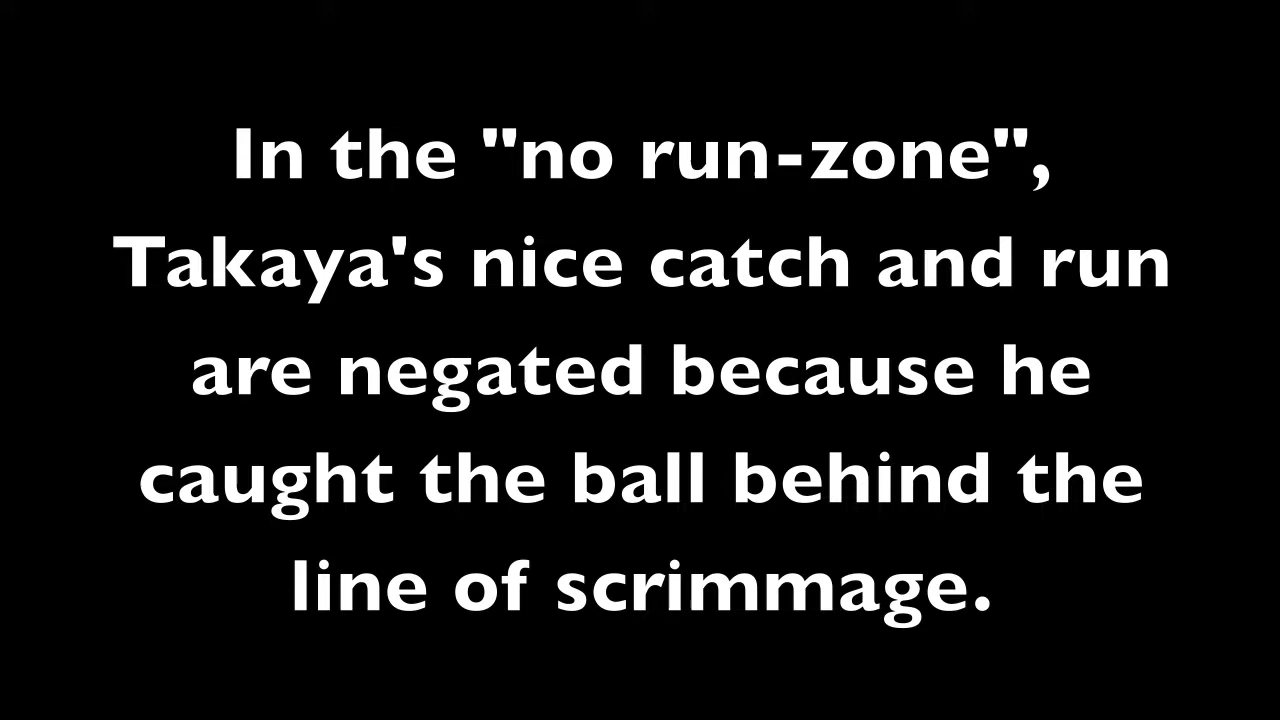 In the "no run-zone",
Takaya's nice catch and run
are negated because he
caught the ball behind the
line of scrimmage.